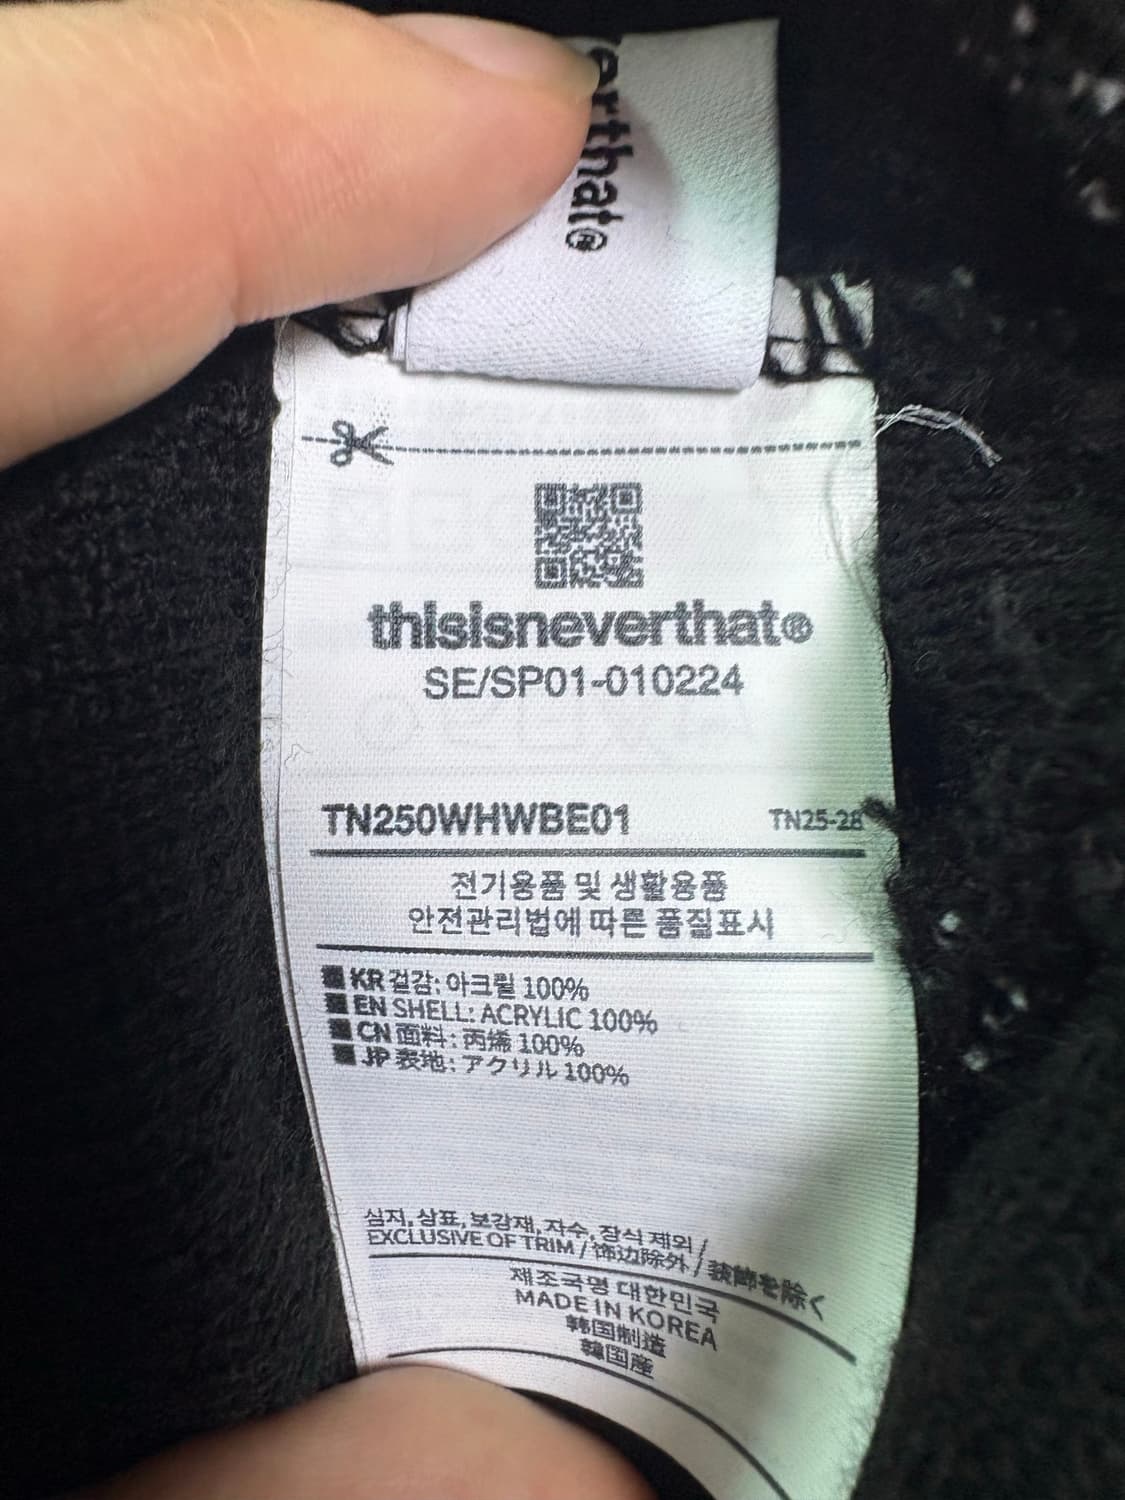 erthat®
thisisneverthat®
SE/SP01-010224
TN250WHWBE01 TN25-28
전기용품 및 생활용품
안전관리법에 따른 품질표시
KR 겉감: 아크릴 100%
EN SHELL: ACRYLIC 100%
CN 面料: 丙烯 100%
JP 表地: アクリル 100%
심지, 상표, 보강재, 자수, 장식 제외 /
EXCLUSIVE OF TRIM / 饰边除外 / 装飾を除く
제조국명 대한민국
MADE IN KOREA
韩国制造
韓国産